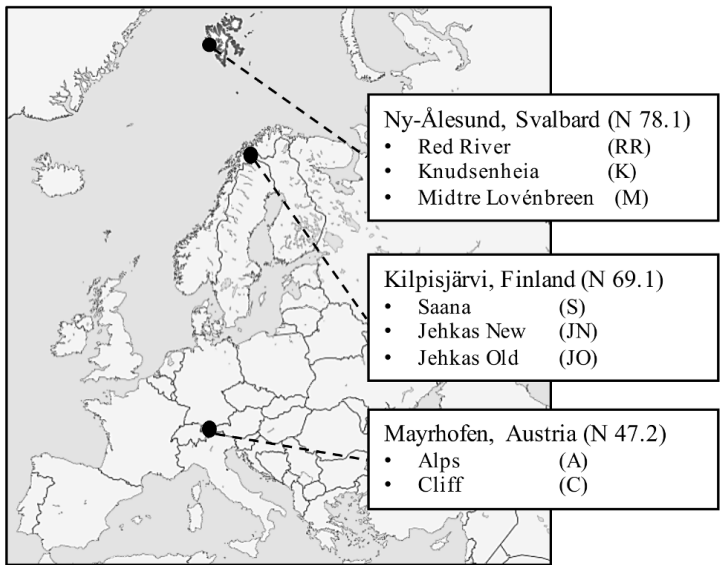 Ny-Ålesund, Svalbard (N 78.1)
• Red River (RR)
• Knudsenheia (K)
• Midtre Lovénbreen (M)
Kilpisjärvi, Finland (N 69.1)
• Saana (S)
• Jehkas New (JN)
• Jehkas Old (JO)
Mayrhofen, Austria (N 47.2)
• Alps (A)
• Cliff (C)